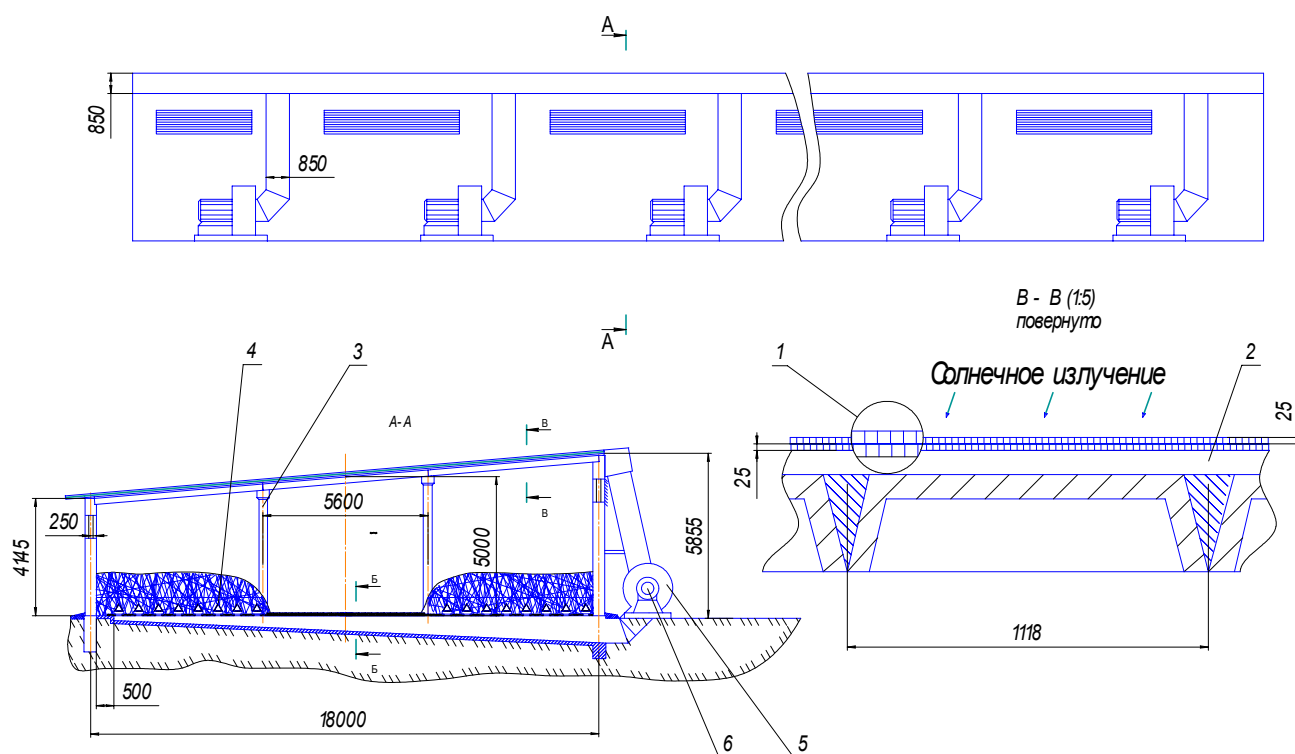 А
850
850
А
В - В (1:5)
повернуто
4
3
1
2
Солнечное излучение
25
А-А
В
25
В
5600
250
5000
4145
5855
Б
1118
Б
500
18000
6
5